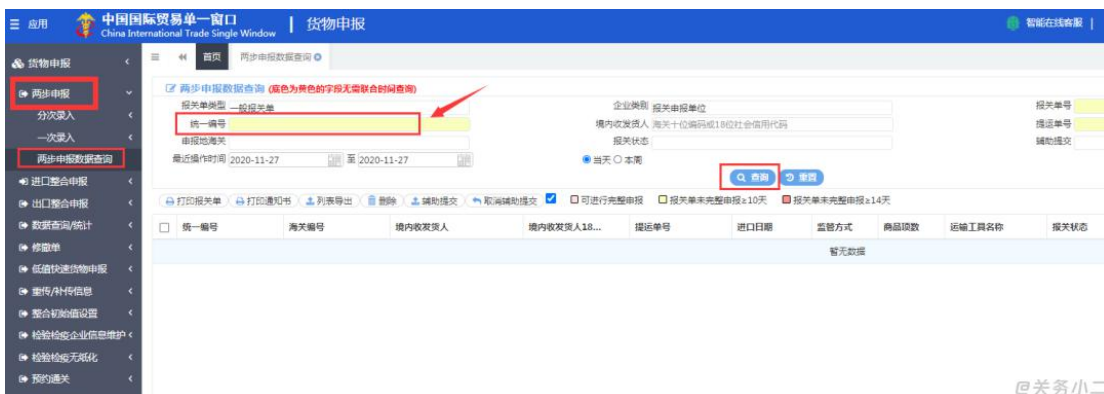 应用
中国国际贸易单一窗口
China International Trade Single Window
货物申报
智能在线客服
货物申报
两步申报
分次录入
一次录入
两步申报数据查询
进口整合申报
出口整合申报
数据查询/统计
修撤单
低值快速货物申报
重传/补传信息
整合初始值设置
检验检疫企业信息维护
检验检疫无纸化
预约通关
首页 两步申报数据查询
两步申报数据查询 (底色为黄色的字段无需联合时间查询)
报关单类型 一般报关单 企业类别 报关申报单位 报关单号
统一编号 境内收发货人 海关十位编码或18位社会信用代码 提运单号
申报地海关 报关状态 辅助提交
最近操作时间 2020-11-27 至 2020-11-27 当天 本周
查询 重置
打印报关单 打印通知书 列表导出 删除 辅助提交 取消辅助提交 可进行完整申报 报关单未完整申报≥10天 报关单未完整申报≥14天
统一编号 海关编号 境内收发货人 境内收发货人18... 提运单号 进口日期 监管方式 商品项数 运输工具名称 报关状态
暂无数据
@关务小二